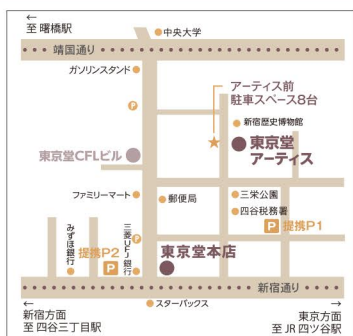 ←
至 曙橋駅
中央大学
靖国通り
ガソリンスタンド
アーティス前
駐車スペース8台
P
新宿歴史博物館
東京堂
アーティス
東京堂CFLビル
ファミリーマート
郵便局
三栄公園
四谷税務署
P 提携P1
みずほ銀行
提携P2
P
三菱UFJ銀行
P
東京堂本店
新宿通り
←
新宿方面
至 四谷三丁目駅
スターバックス
→
東京方面
至 JR四ツ谷駅